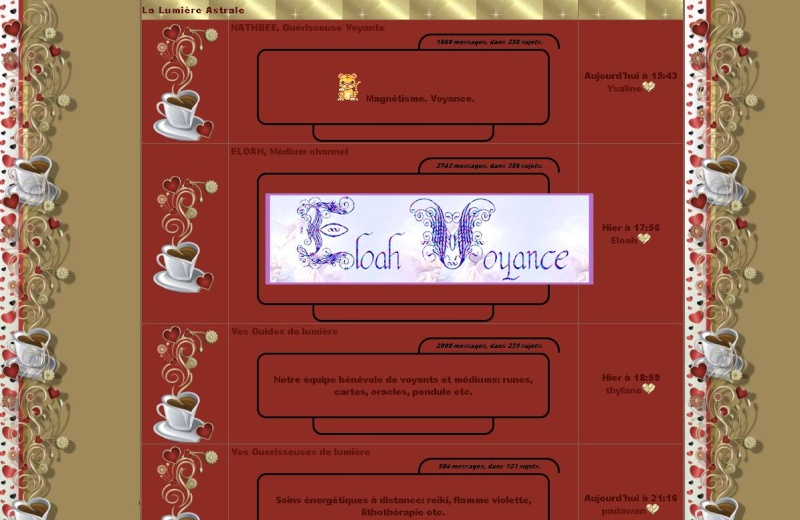 La Lumière Astrale
NATHBEE, Guérisseuse Voyante
1660 messages, dans 298 sujets.
Magnétisme. Voyance.
Aujourd'hui à 15:43
Ysaline
ELOAH, Médium channel
messages, dans sujets.
Eloah Voyance
Hier à 17:56
Eloah
Vos Guides de lumière
2000 messages, dans 259 sujets.
Notre équipe bénévole de voyants et médiums: runes,
cartes, oracles, pendule etc.
Hier à 18:59
thylane
Vos Guerisseuses de lumière
504 messages, dans 121 sujets.
Soins énergétiques à distance: reiki, flamme violette,
lithothérapie etc.
Aujourd'hui à 21:16
padawan